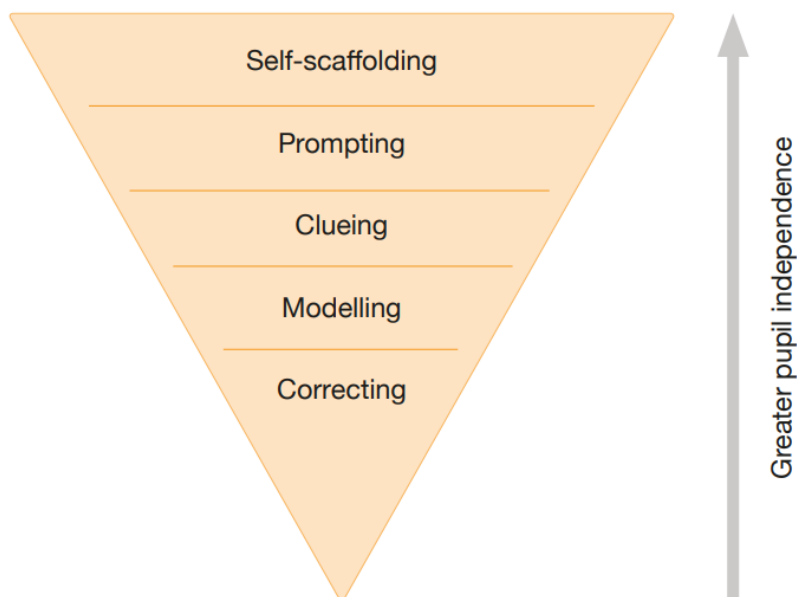 Self-scaffolding
Prompting
Clueing
Modelling
Correcting
Greater pupil independence